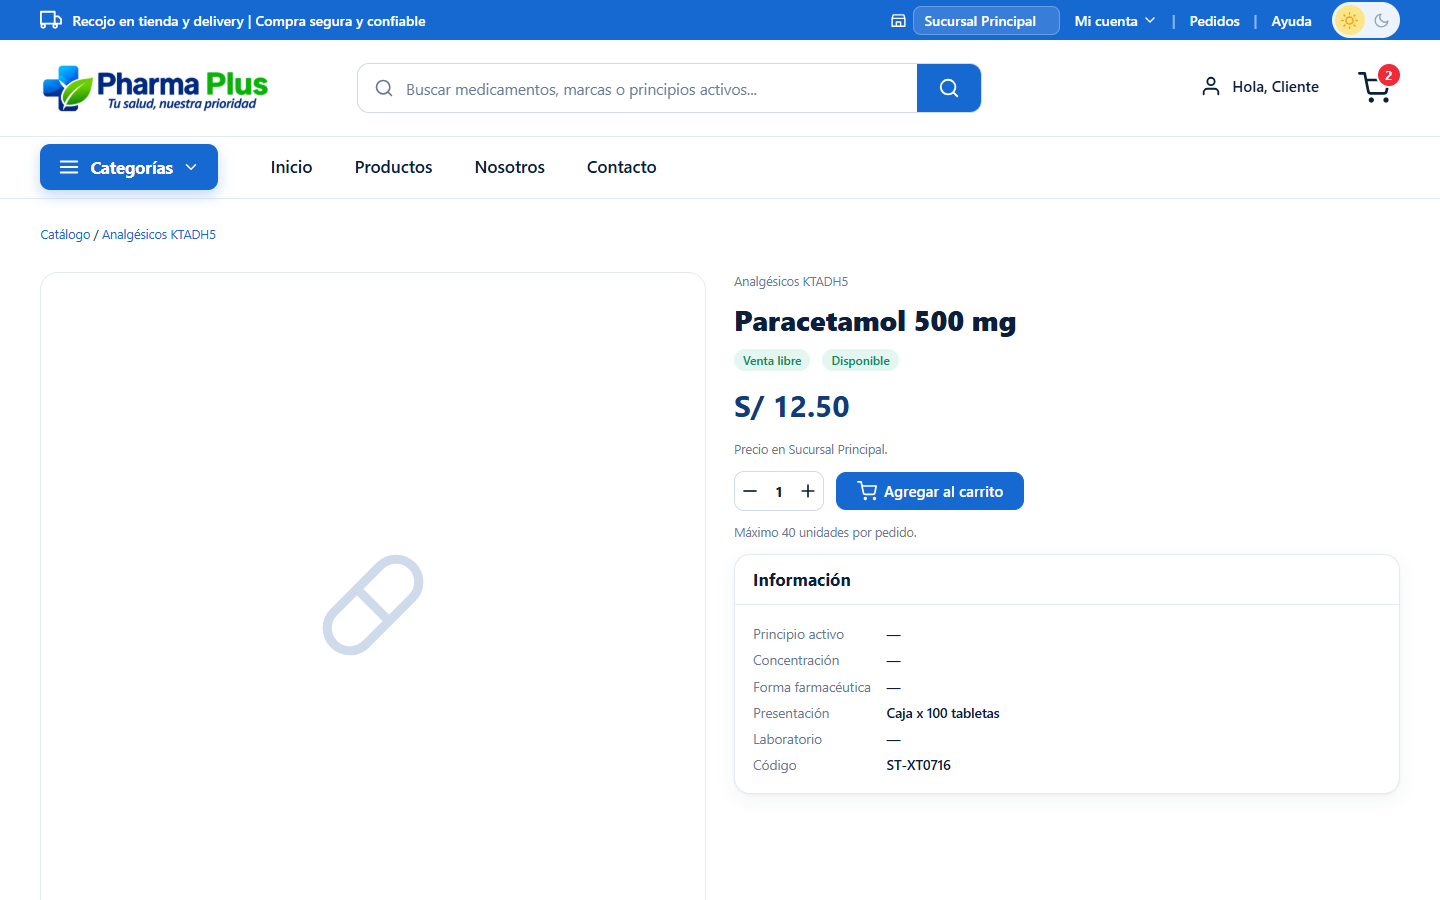 Recojo en tienda y delivery | Compra segura y confiable
Sucursal Principal
Mi cuenta
|
Pedidos
|
Ayuda
Pharma Plus
Tu salud, nuestra prioridad
Buscar medicamentos, marcas o principios activos...
Hola, Cliente
2
Categorías
Inicio
Productos
Nosotros
Contacto
Catálogo / Analgésicos KTADH5
Analgésicos KTADH5
Paracetamol 500 mg
Venta libre
Disponible
S/ 12.50
Precio en Sucursal Principal.
1
Agregar al carrito
Máximo 40 unidades por pedido.
Información
Principio activo —
Concentración —
Forma farmacéutica —
Presentación Caja x 100 tabletas
Laboratorio —
Código ST-XT0716